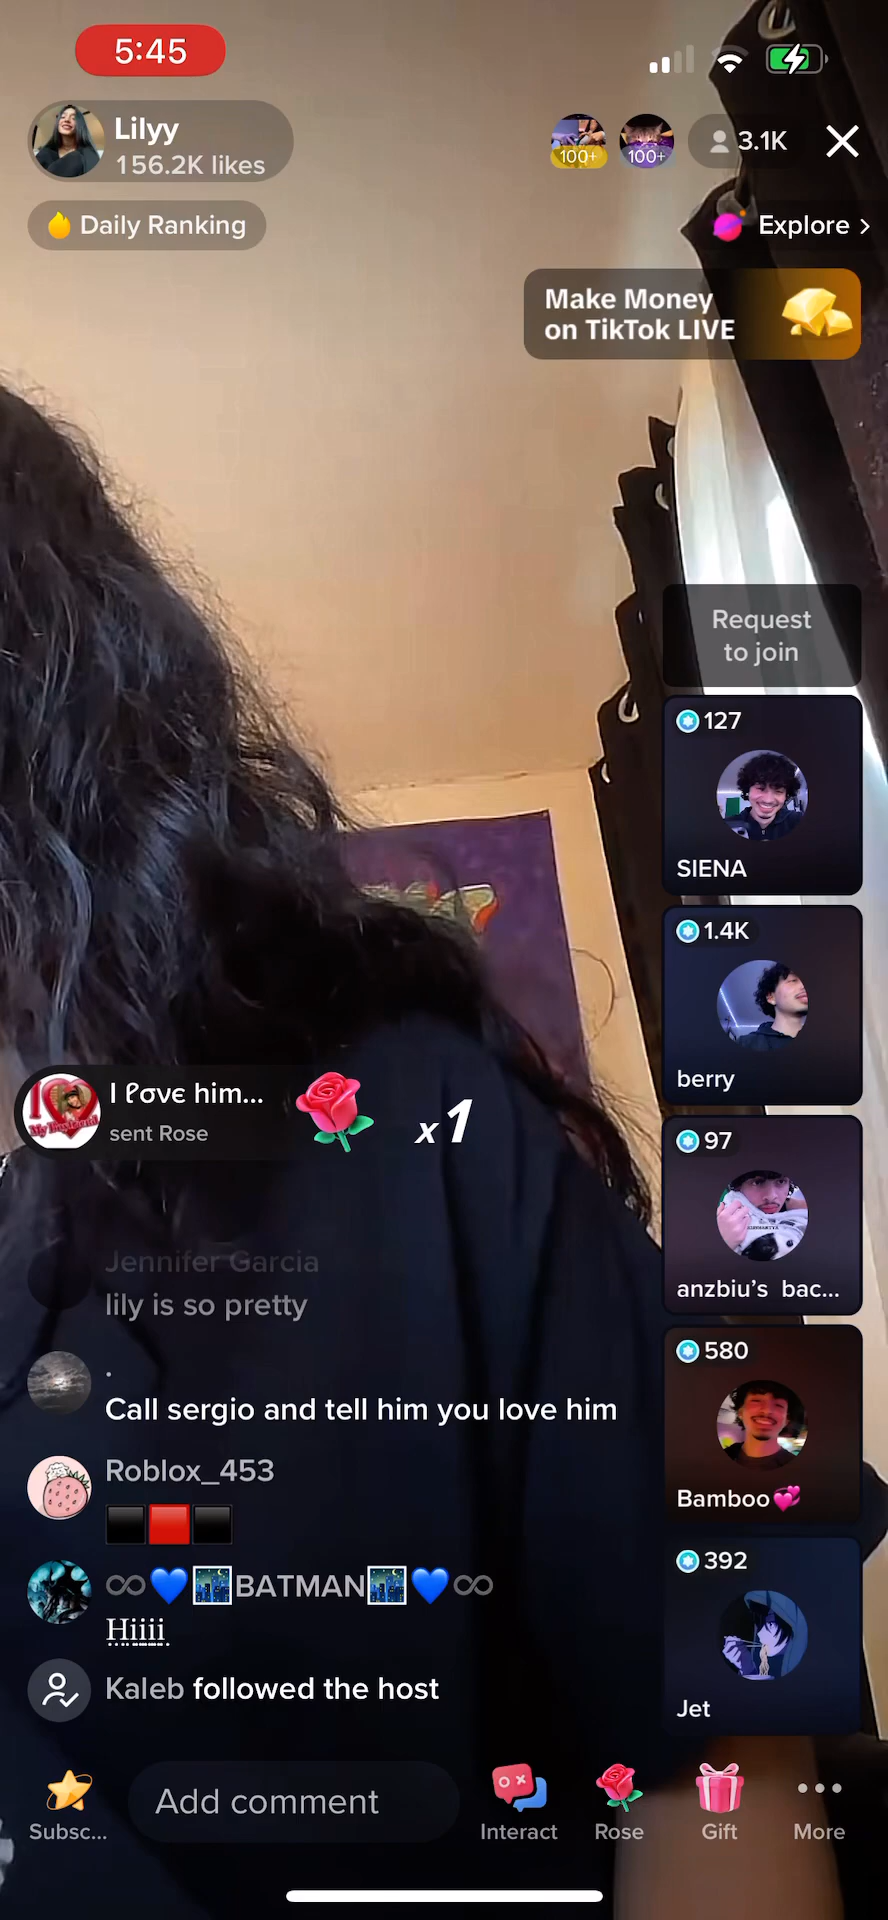 5:45
Lilyy
156.2K likes
100+
100+
3.1K
Daily Ranking
Explore >
Make Money
on TikTok LIVE
Request
to join
127
SIENA
1.4K
berry
97
anzbiu's bac...
580
Bamboo💞
392
Jet
I ᥣσvє him...
sent Rose
x1
Jennifer Garcia
lily is so pretty
.
Call sergio and tell him you love him
Roblox_453
⬛🟥⬛
∞💙🌃BATMAN🌃💙∞
Hiiii
Kaleb followed the host
Subsc...
Add comment
Interact
Rose
Gift
More